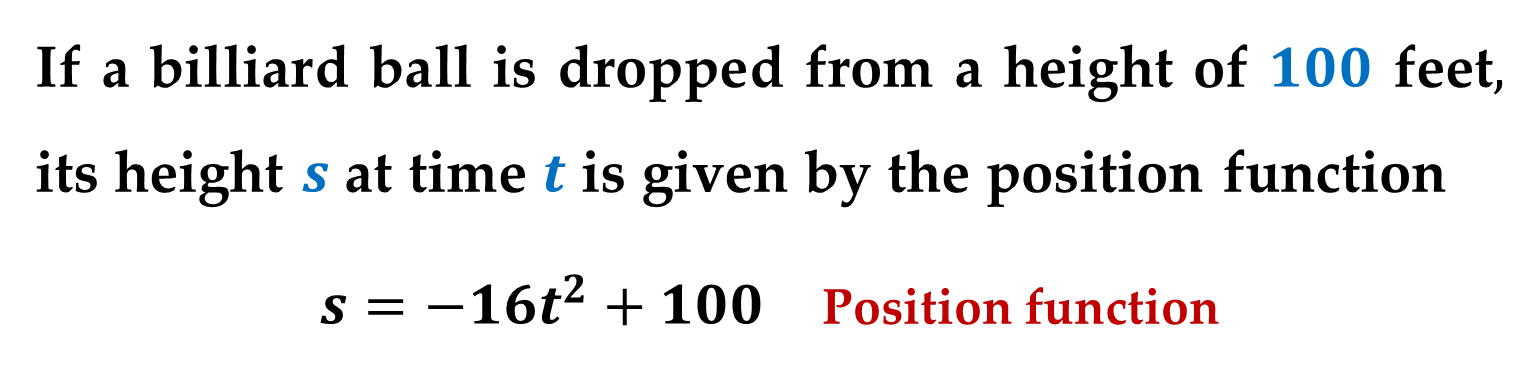 If a billiard ball is dropped from a height of 100 feet,
its height s at time t is given by the position function
s = −16t² + 100 Position function